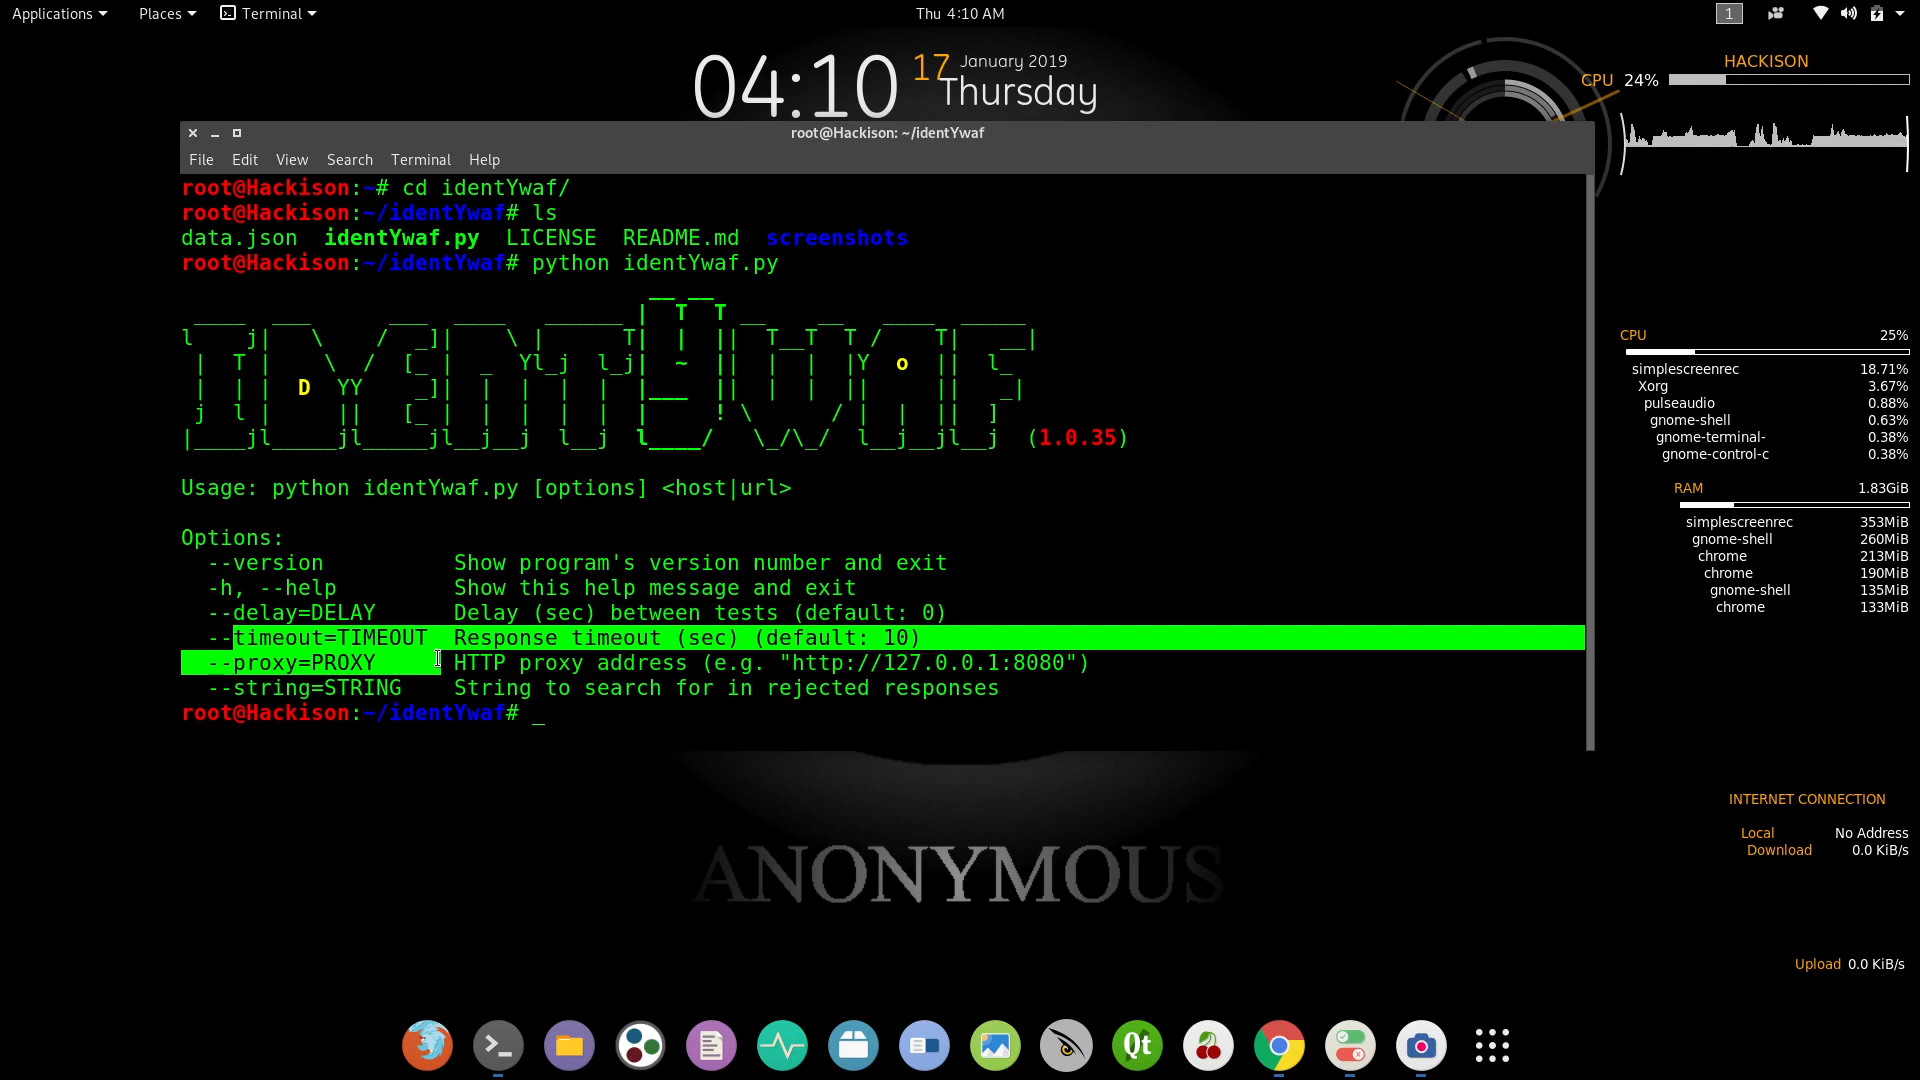 Applications Places Terminal Thu 4:10 AM 1
04:10 17 January 2019
Thursday
HACKISON
CPU 24%
root@Hackison: ~/identYwaf
File Edit View Search Terminal Help
root@Hackison:~# cd identYwaf/
root@Hackison:~/identYwaf# ls
data.json identYwaf.py LICENSE README.md screenshots
root@Hackison:~/identYwaf# python identYwaf.py
IDENTYWAF (1.0.35)
Usage: python identYwaf.py [options] <host|url>
Options:
--version Show program's version number and exit
-h, --help Show this help message and exit
--delay=DELAY Delay (sec) between tests (default: 0)
--timeout=TIMEOUT Response timeout (sec) (default: 10)
--proxy=PROXY HTTP proxy address (e.g. "http://127.0.0.1:8080")
--string=STRING String to search for in rejected responses
root@Hackison:~/identYwaf# _
CPU 25%
simplescreenrec 18.71%
Xorg 3.67%
pulseaudio 0.88%
gnome-shell 0.63%
gnome-terminal- 0.38%
gnome-control-c 0.38%
RAM 1.83GiB
simplescreenrec 353MiB
gnome-shell 260MiB
chrome 213MiB
chrome 190MiB
gnome-shell 135MiB
chrome 133MiB
INTERNET CONNECTION
Local No Address
Download 0.0 KiB/s
ANONYMOUS
Upload 0.0 KiB/s
Qt